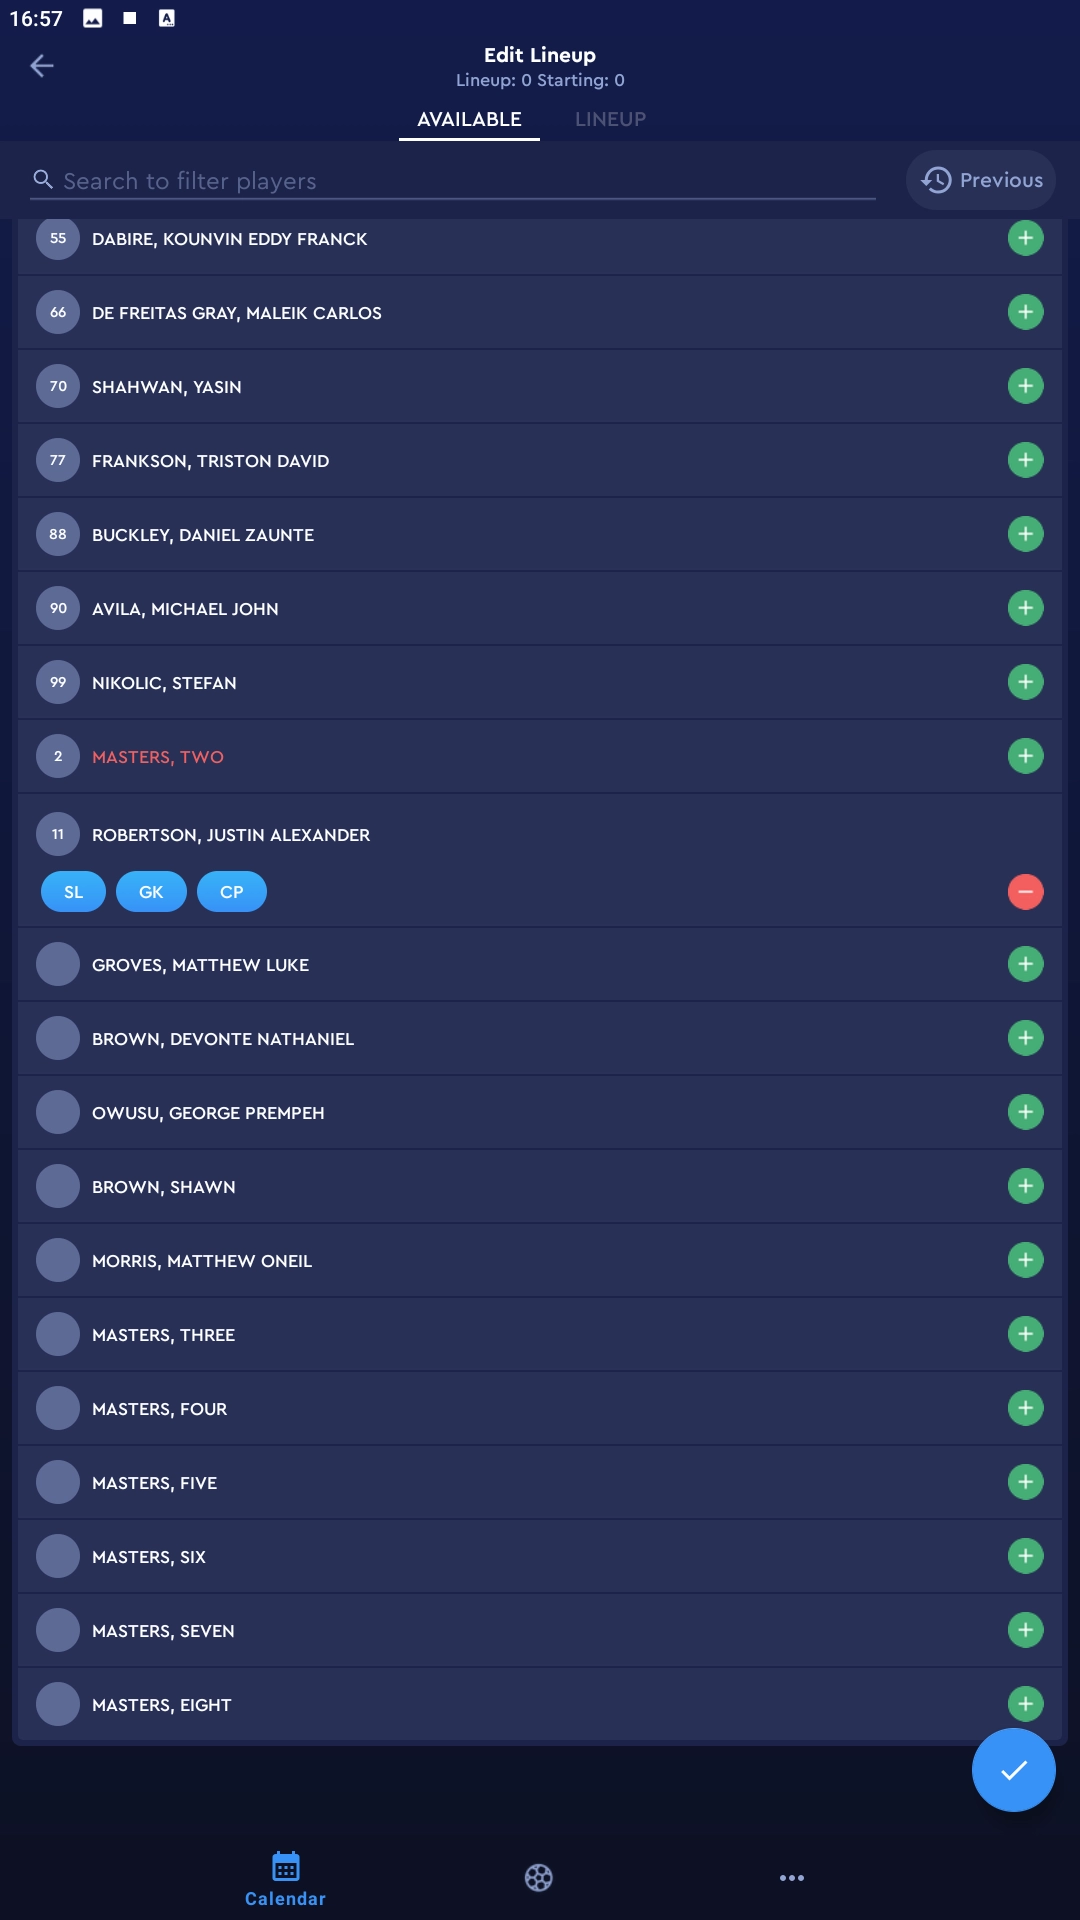 16:57
Edit Lineup
Lineup: 0 Starting: 0
AVAILABLE LINEUP
Search to filter players Previous
55 DABIRE, KOUNVIN EDDY FRANCK
66 DE FREITAS GRAY, MALEIK CARLOS
70 SHAHWAN, YASIN
77 FRANKSON, TRISTON DAVID
88 BUCKLEY, DANIEL ZAUNTE
90 AVILA, MICHAEL JOHN
99 NIKOLIC, STEFAN
2 MASTERS, TWO
11 ROBERTSON, JUSTIN ALEXANDER
SL GK CP
GROVES, MATTHEW LUKE
BROWN, DEVONTE NATHANIEL
OWUSU, GEORGE PREMPEH
BROWN, SHAWN
MORRIS, MATTHEW ONEIL
MASTERS, THREE
MASTERS, FOUR
MASTERS, FIVE
MASTERS, SIX
MASTERS, SEVEN
MASTERS, EIGHT
Calendar